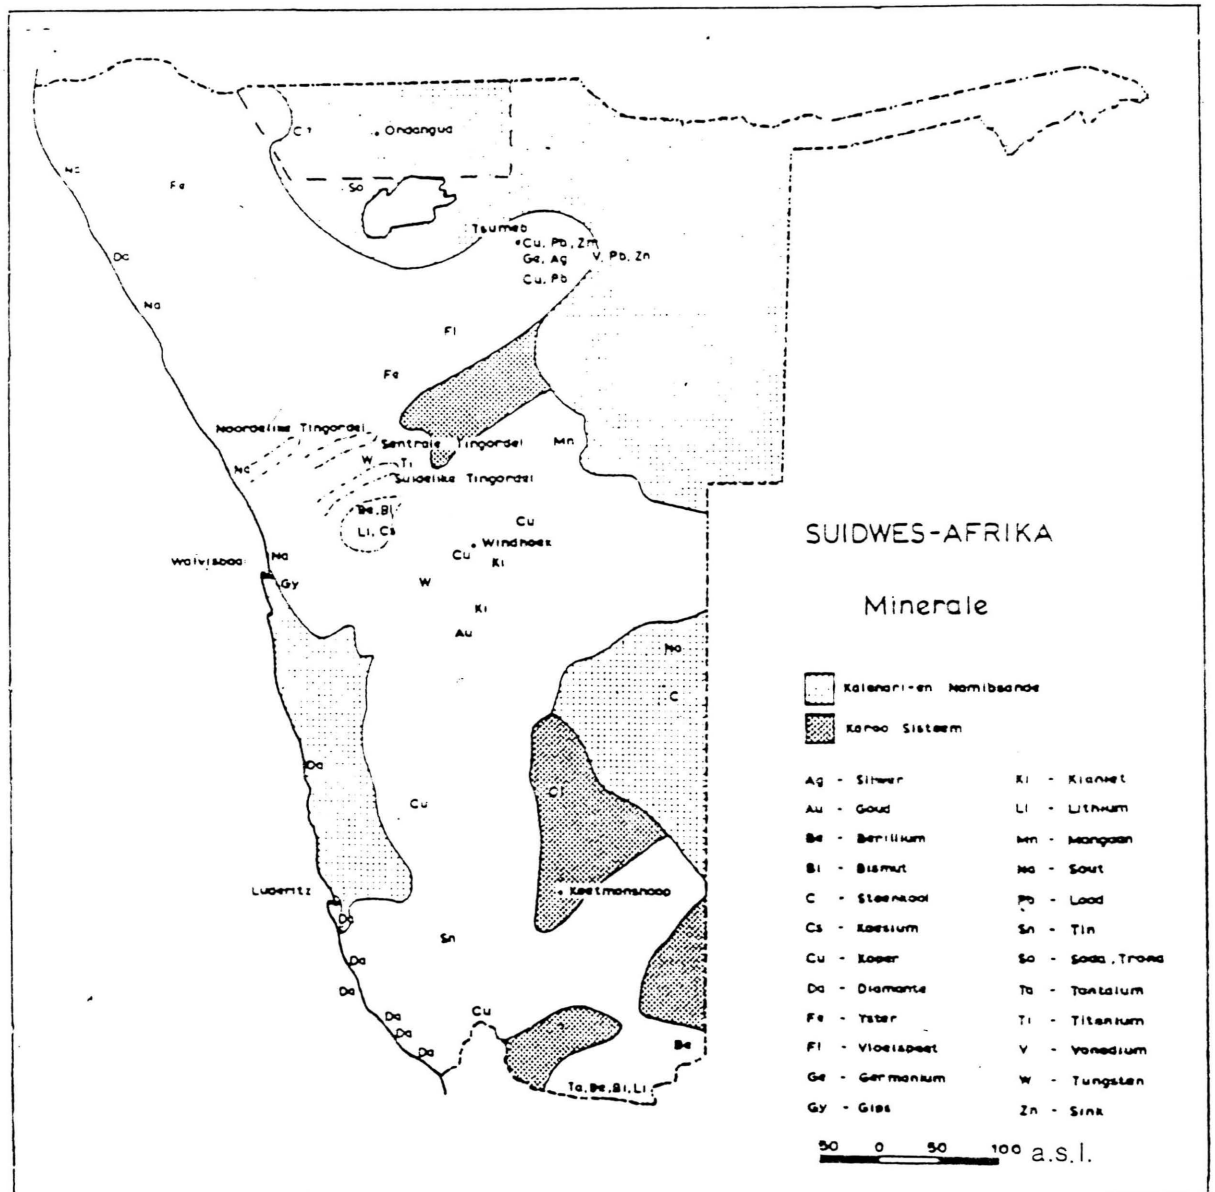 Ondangua
Na
Fe
So
Tsumeb
Cu, Pb, Zn
Da
Ge, Ag
V, Pb, Zn
Cu, Pb
Na
Fl
Fe
Noordelike Tingordel
Sentrale Tingordel
Mn
W
Ti
Na
Suidelike Tingordel
Be, Bi
Li, Cs
Cu
Windhoek
Walvisbaai
Na
Cu
Ki
Gy
W
Ki
Au
Na
C
Da
Cu
Keetmanshoop
Luderitz
Da
Sn
Da
Da
Cu
Da
Da
Da
Be
Ta, Be, Bi, Li
SUIDWES-AFRIKA
Minerale
Kalahari-en Namibsande
Karoo Sisteem
Ag - Silwer
Au - Goud
Be - Berillium
Bi - Bismut
C - Steenkool
Cs - Kaesium
Cu - Koper
Da - Diamante
Fe - Yster
Fl - Vloeispaat
Ge - Germanium
Gy - Gips
Ki - Kianiet
Li - Lithium
Mn - Mangaan
Na - Sout
Pb - Lood
Sn - Tin
So - Soda, Trona
Ta - Tantalum
Ti - Titanium
V - Vanadium
W - Tungsten
Zn - Sink
50 0 50 100 a.s.l.